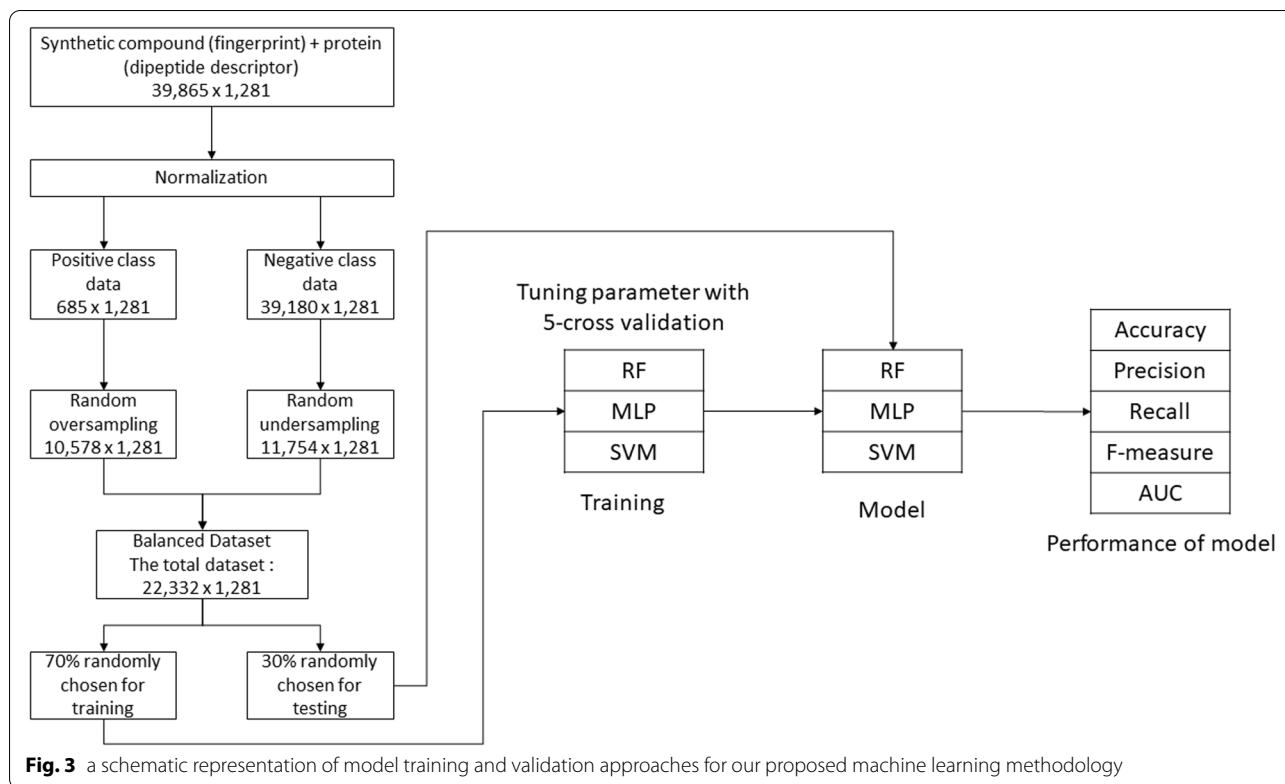 Synthetic compound (fingerprint) + protein
(dipeptide descriptor)
39,865 x 1,281
Normalization
Positive class
data
685 x 1,281
Negative class
data
39,180 x 1,281
Random
oversampling
10,578 x 1,281
Random
undersampling
11,754 x 1,281
Balanced Dataset
The total dataset :
22,332 x 1,281
70% randomly
chosen for
training
30% randomly
chosen for
testing
Tuning parameter with
5-cross validation
RF
MLP
SVM
Training
RF
MLP
SVM
Model
Accuracy
Precision
Recall
F-measure
AUC
Performance of model
Fig. 3 a schematic representation of model training and validation approaches for our proposed machine learning methodology